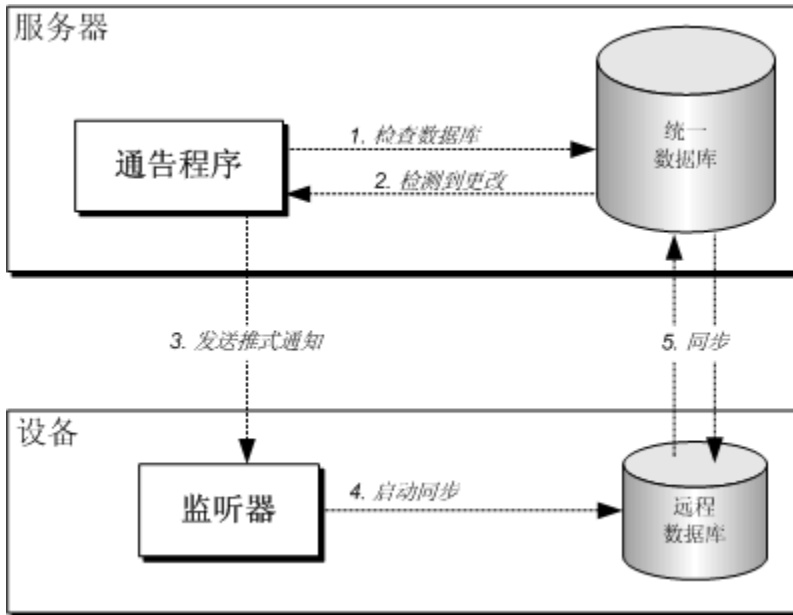 服务器
通告程序
1. 检查数据库
2. 检测到更改
统一
数据库
3. 发送推式通知
5. 同步
设备
监听器
4. 启动同步
远程
数据库